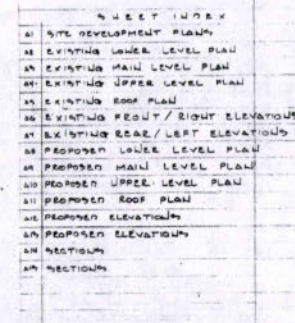 SHEET INDEX
A1 SITE DEVELOPMENT PLANS
A2 EXISTING LOWER LEVEL PLAN
A3 EXISTING MAIN LEVEL PLAN
A4 EXISTING UPPER LEVEL PLAN
A5 EXISTING ROOF PLAN
A6 EXISTING FRONT / RIGHT ELEVATIONS
A7 EXISTING REAR / LEFT ELEVATIONS
A8 PROPOSED LOWER LEVEL PLAN
A9 PROPOSED MAIN LEVEL PLAN
A10 PROPOSED UPPER LEVEL PLAN
A11 PROPOSED ROOF PLAN
A12 PROPOSED ELEVATIONS
A13 PROPOSED ELEVATIONS
A14 SECTIONS
A15 SECTIONS